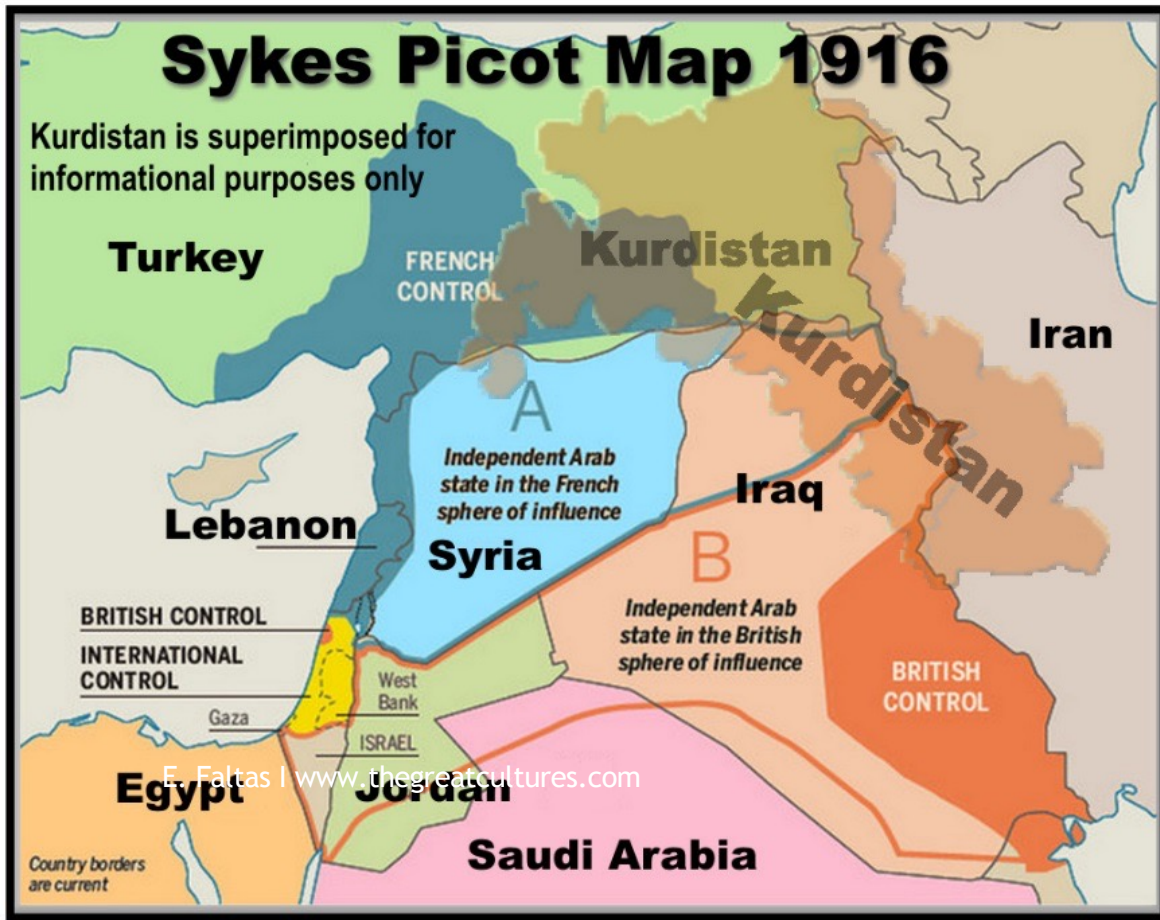 Sykes Picot Map 1916
Kurdistan is superimposed for
informational purposes only
Turkey
FRENCH
CONTROL
Kurdistan
Kurdistan
Iran
A
Independent Arab
state in the French
sphere of influence
Iraq
Lebanon
Syria
B
Independent Arab
state in the British
sphere of influence
BRITISH CONTROL
INTERNATIONAL
CONTROL
BRITISH
CONTROL
West
Bank
Gaza
ISRAEL
E. Faltas I www.thegreatcultures.com
Egypt
Jordan
Saudi Arabia
Country borders
are current